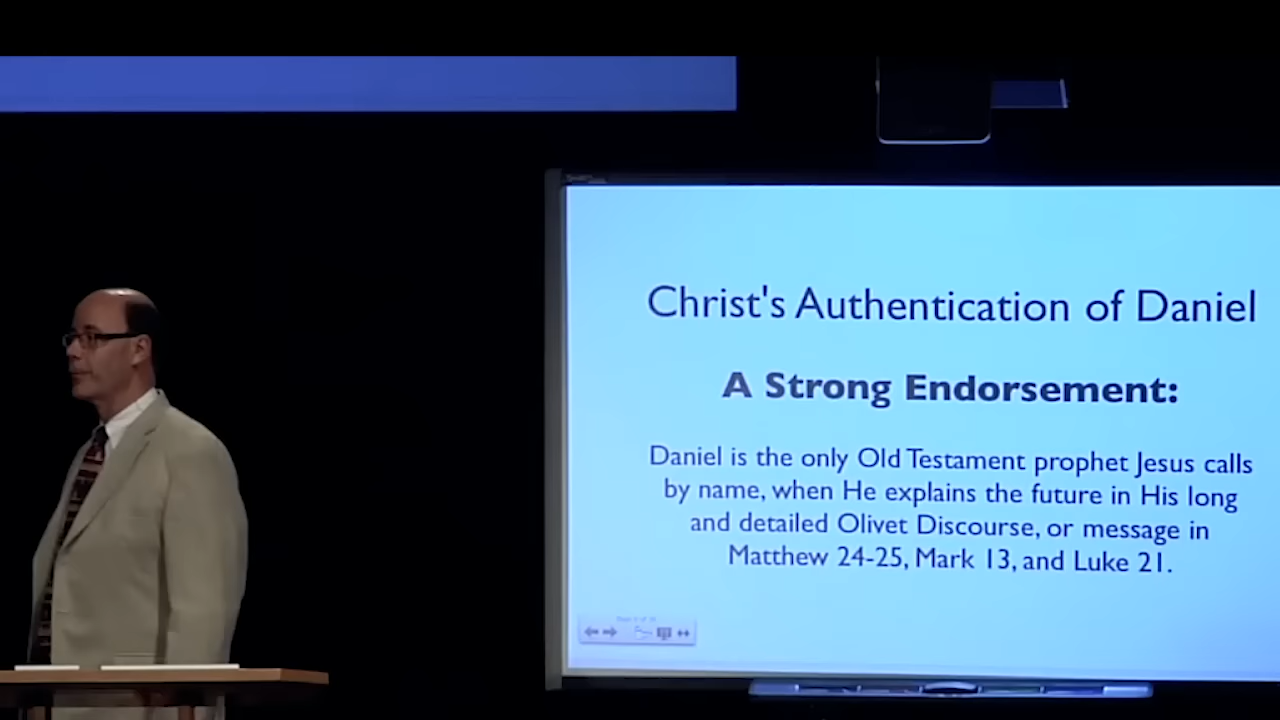 Christ's Authentication of Daniel
A Strong Endorsement:
Daniel is the only Old Testament prophet Jesus calls
by name, when He explains the future in His long
and detailed Olivet Discourse, or message in
Matthew 24-25, Mark 13, and Luke 21.